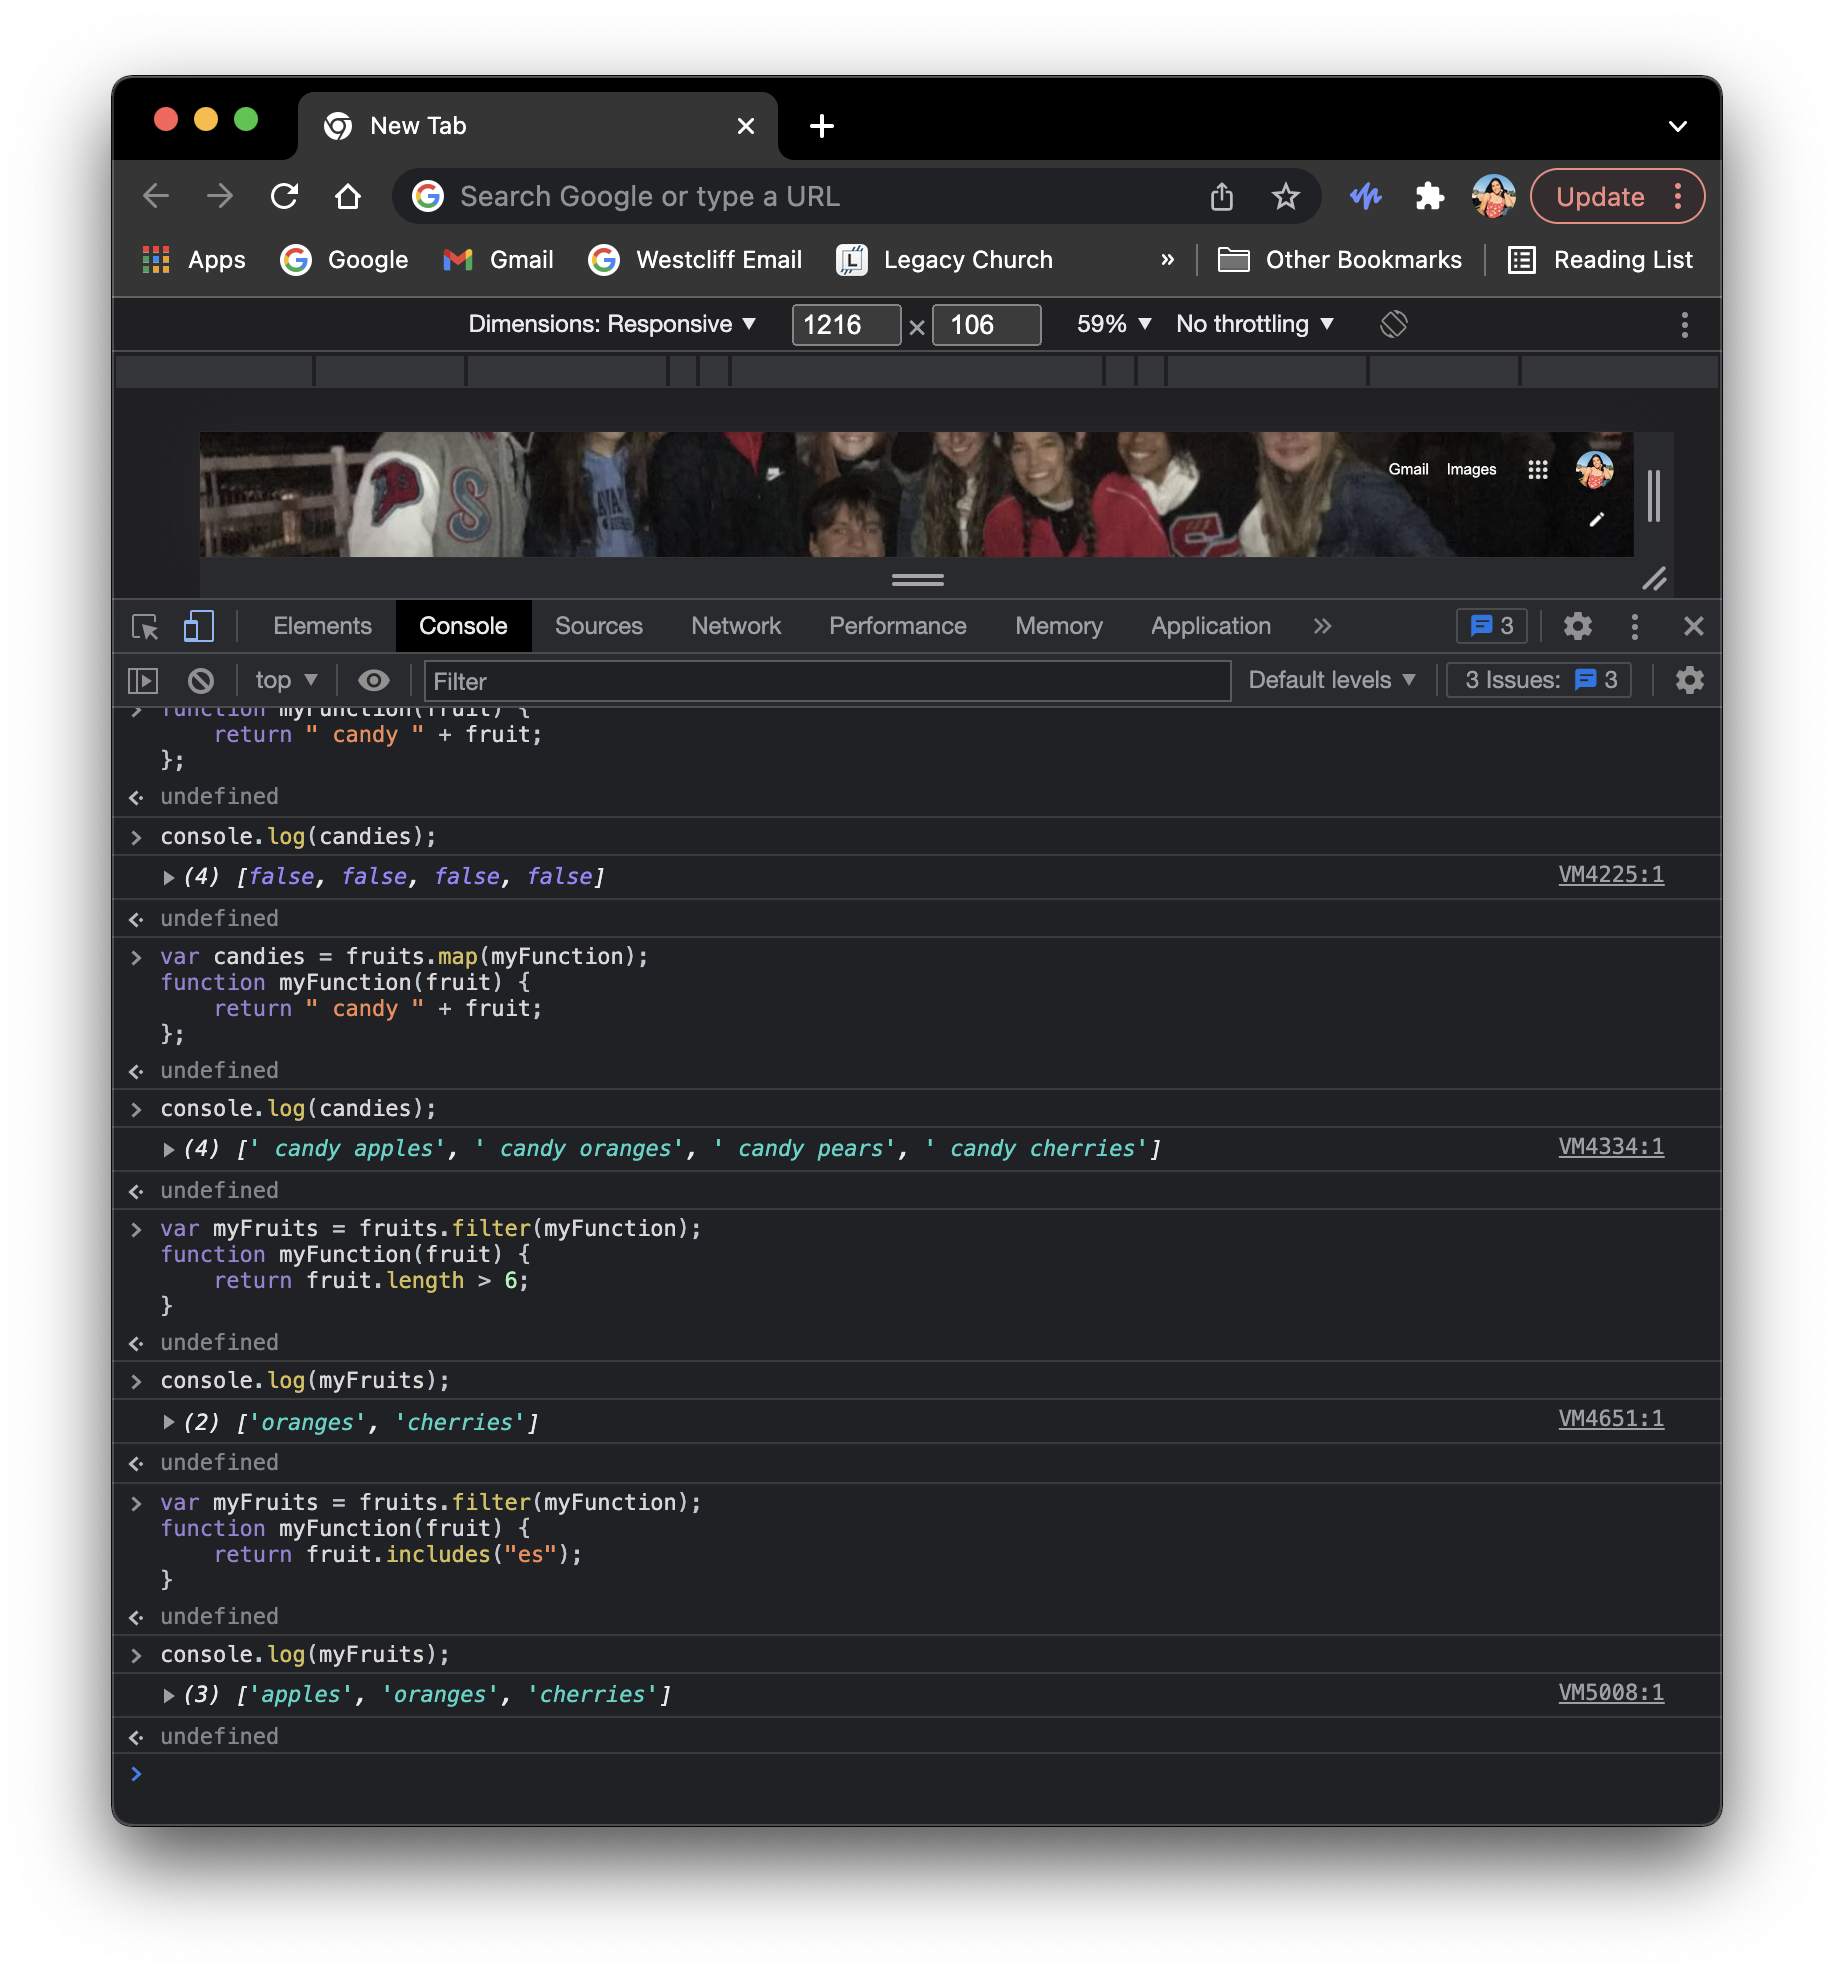 New Tab
Search Google or type a URL
Update
Apps
Google
Gmail
Westcliff Email
L
Legacy Church
»
Other Bookmarks
Reading List
Dimensions: Responsive ▼ 1216 × 106 59% ▼ No throttling ▼
Gmail Images
S
Elements Console Sources Network Performance Memory Application » 3
top ▼ Filter Default levels ▼ 3 Issues: 3
> function myFunction(fruit) {
return " candy " + fruit;
};
undefined
> console.log(candies);
(4) [false, false, false, false] VM4225:1
undefined
> var candies = fruits.map(myFunction);
function myFunction(fruit) {
return " candy " + fruit;
};
undefined
> console.log(candies);
(4) [' candy apples', ' candy oranges', ' candy pears', ' candy cherries'] VM4334:1
undefined
> var myFruits = fruits.filter(myFunction);
function myFunction(fruit) {
return fruit.length > 6;
}
undefined
> console.log(myFruits);
(2) ['oranges', 'cherries'] VM4651:1
undefined
> var myFruits = fruits.filter(myFunction);
function myFunction(fruit) {
return fruit.includes("es");
}
undefined
> console.log(myFruits);
(3) ['apples', 'oranges', 'cherries'] VM5008:1
undefined
>